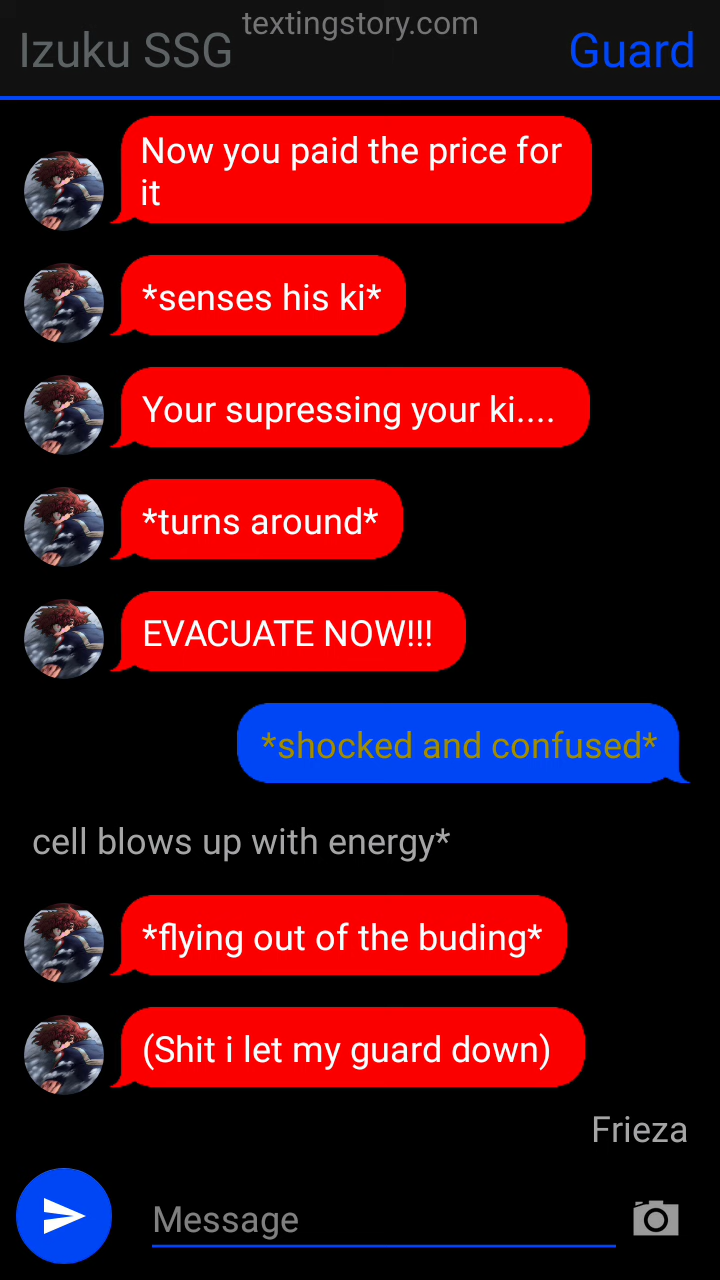 textingstory.com
Izuku SSG
Guard
Now you paid the price for
it
*senses his ki*
Your supressing your ki....
*turns around*
EVACUATE NOW!!!
*shocked and confused*
cell blows up with energy*
*flying out of the buding*
(Shit i let my guard down)
Frieza
Message